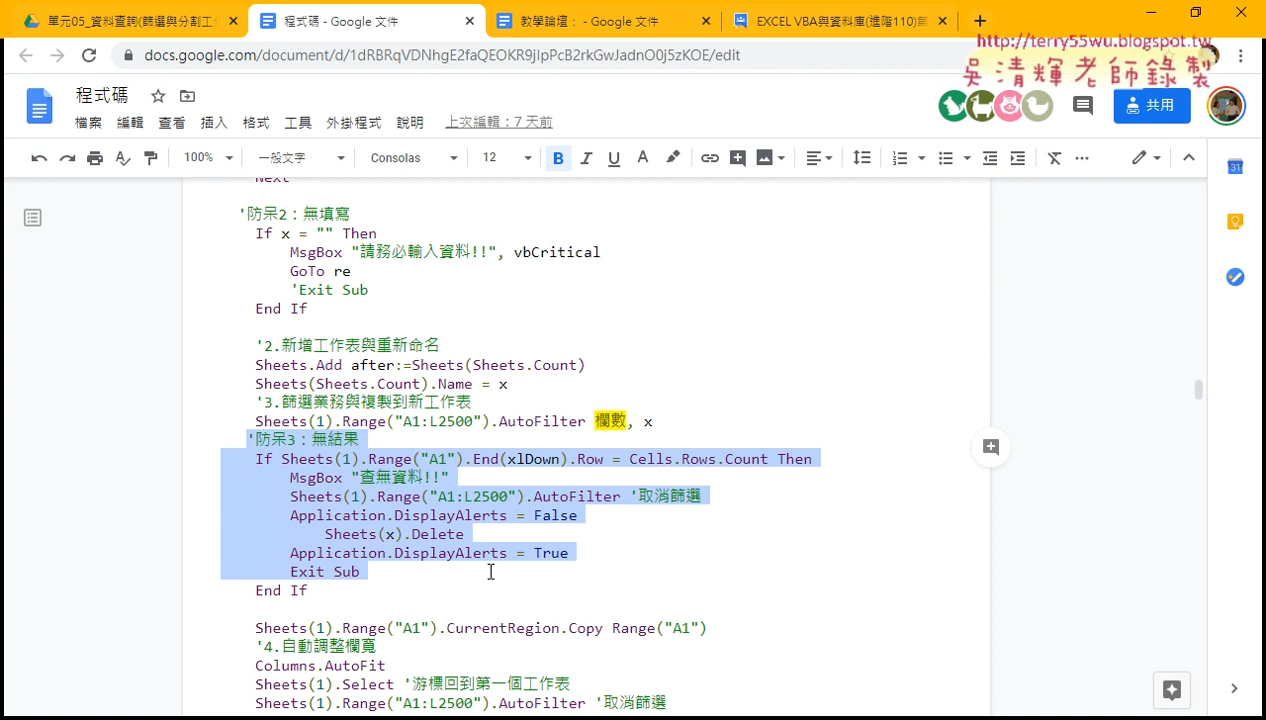 單元05_資料查詢(篩選與分割工作
程式碼 - Google 文件
教學論壇： - Google 文件
EXCEL VBA與資料庫(進階110)篩
http://terry55wu.blogspot.tw
docs.google.com/document/d/1dRBRqVDNhgE2faQEOKR9jIpPcB2rkGwJadnO0j5zKOE/edit
吳清輝老師錄製
程式碼
共用
檔案 編輯 查看 插入 格式 工具 外掛程式 說明 上次編輯：7 天前
100% 一般文字 Consolas 12 B I U A
31
Next
'防呆2：無填寫
If x = "" Then
MsgBox "請務必輸入資料!!", vbCritical
GoTo re
'Exit Sub
End If
'2.新增工作表與重新命名
Sheets.Add after:=Sheets(Sheets.Count)
Sheets(Sheets.Count).Name = x
'3.篩選業務與複製到新工作表
Sheets(1).Range("A1:L2500").AutoFilter 欄數, x
'防呆3：無結果
If Sheets(1).Range("A1").End(xlDown).Row = Cells.Rows.Count Then
MsgBox "查無資料!!"
Sheets(1).Range("A1:L2500").AutoFilter '取消篩選
Application.DisplayAlerts = False
Sheets(x).Delete
Application.DisplayAlerts = True
Exit Sub
End If
Sheets(1).Range("A1").CurrentRegion.Copy Range("A1")
'4.自動調整欄寬
Columns.AutoFit
Sheets(1).Select '游標回到第一個工作表
Sheets(1).Range("A1:L2500").AutoFilter '取消篩選